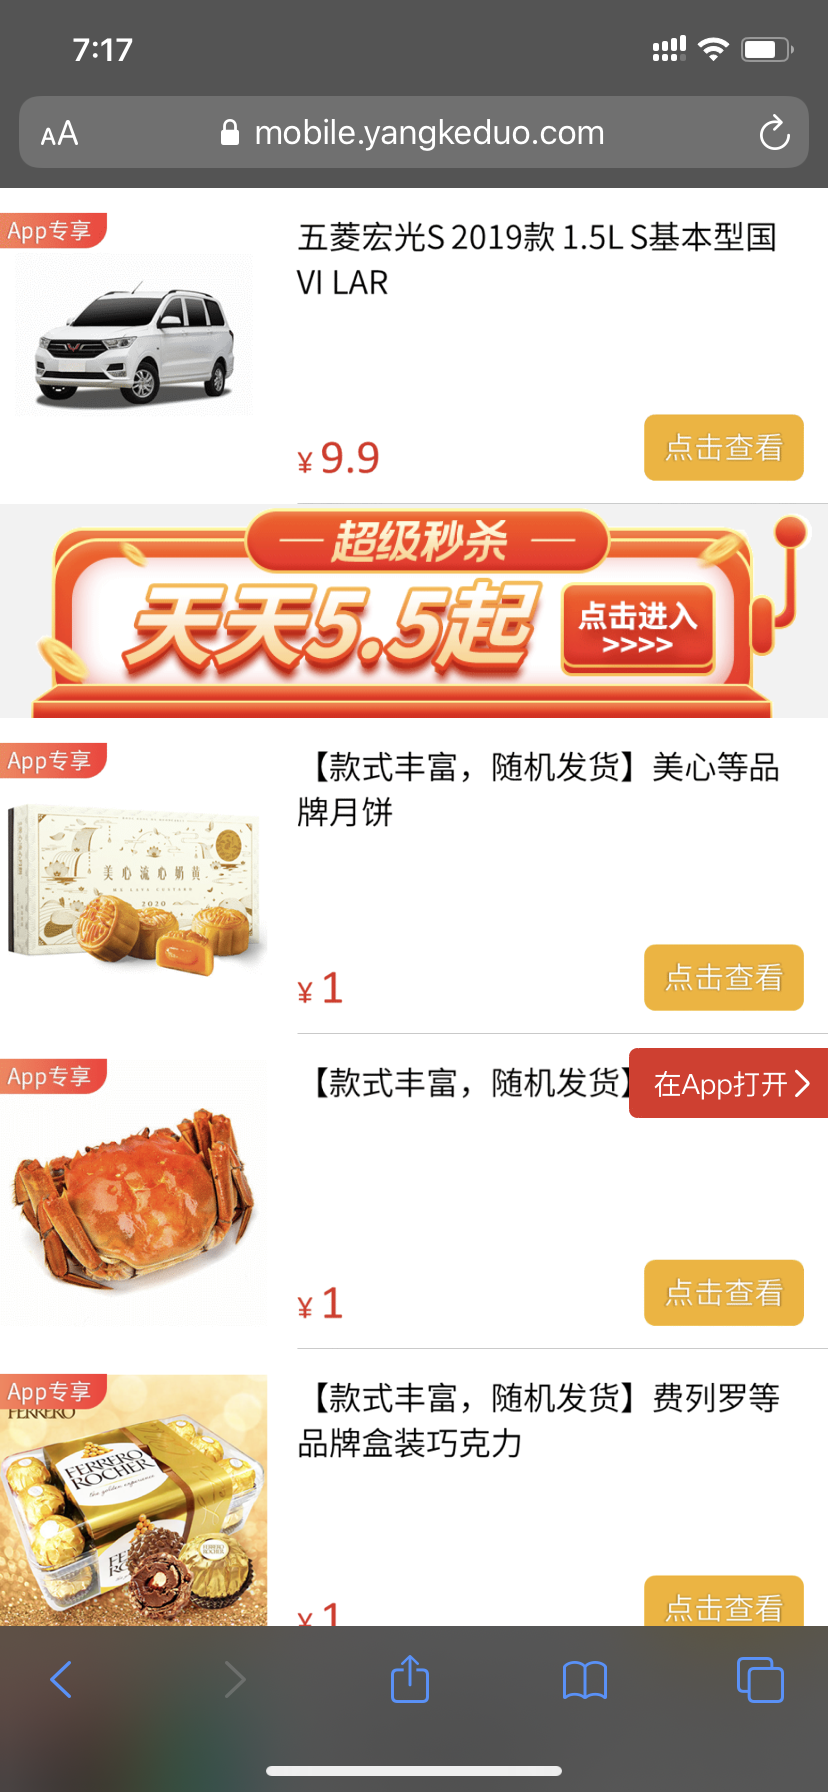 7:17
AA mobile.yangkeduo.com
App专享
五菱宏光S 2019款 1.5L S基本型国
VI LAR
¥9.9
点击查看
超级秒杀
天天5.5起
点击进入
>>>>
App专享
【款式丰富，随机发货】美心等品
牌月饼
美心流心奶黄
2020
¥1
点击查看
App专享
【款式丰富，随机发货】
在App打开
¥1
点击查看
App专享
FERRERO
【款式丰富，随机发货】费列罗等
品牌盒装巧克力
FERRERO
ROCHER
the golden experience
¥1
点击查看